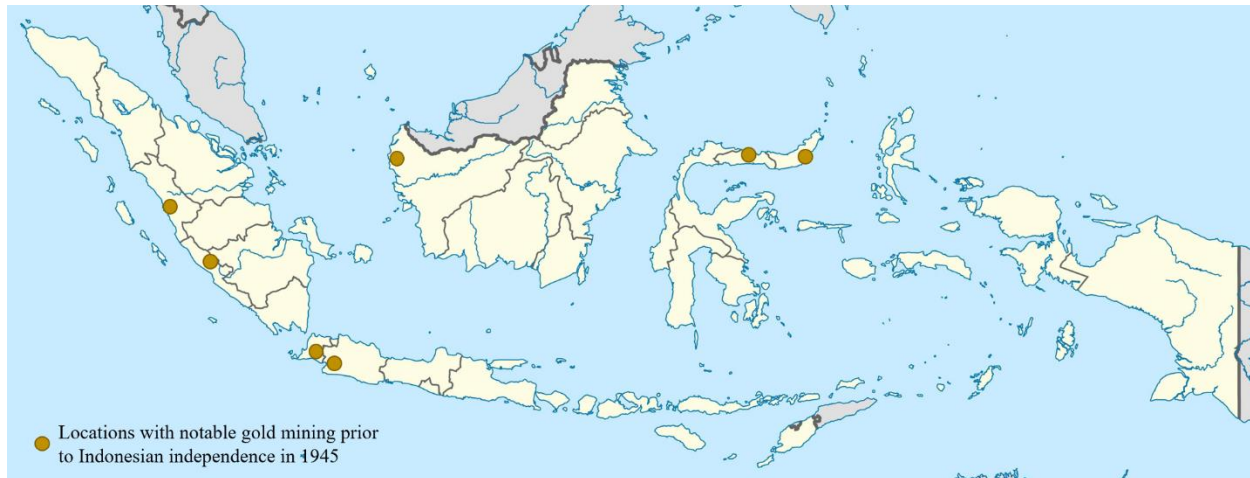 Locations with notable gold mining prior
to Indonesian independence in 1945